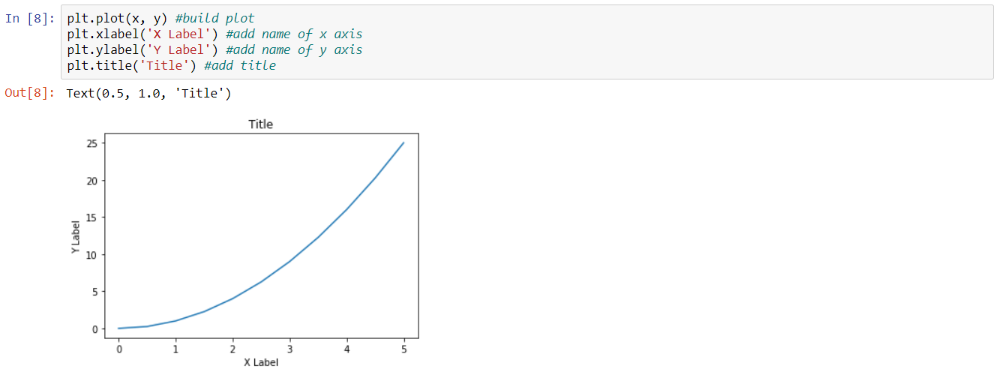 In [8]: plt.plot(x, y) #build plot
plt.xlabel('X Label') #add name of x axis
plt.ylabel('Y Label') #add name of y axis
plt.title('Title') #add title
Out[8]: Text(0.5, 1.0, 'Title')
Title
25
20
15
10
5
0
Y Label
0 1 2 3 4 5
X Label